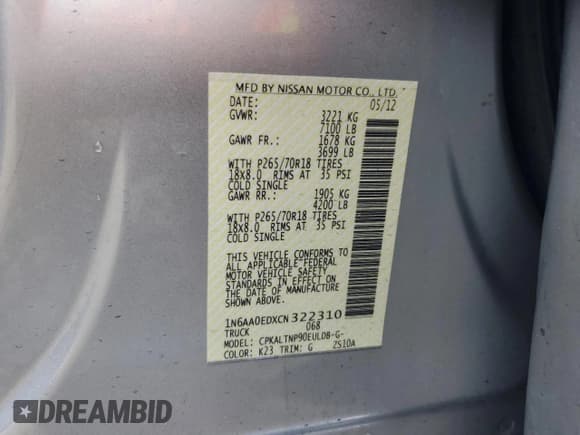 MFD BY NISSAN MOTOR CO., LTD.
DATE: 05/12
GVWR: 3221 KG
7100 LB
GAWR FR.: 1678 KG
3699 LB
WITH P265/70R18 TIRES
18x8.0 RIMS AT 35 PSI
COLD SINGLE
GAWR RR.: 1905 KG
4200 LB
WITH P265/70R18 TIRES
18x8.0 RIMS AT 35 PSI
COLD SINGLE
THIS VEHICLE CONFORMS TO
ALL APPLICABLE FEDERAL
MOTOR VEHICLE SAFETY
STANDARDS IN EFFECT ON
THE DATE OF MANUFACTURE
SHOWN ABOVE.
1N6AA0EDXCN322310
TRUCK 068
MODEL: CPKALTNP90EULDB-G-
COLOR: K23 TRIM: G 2S10A
DREAMBID